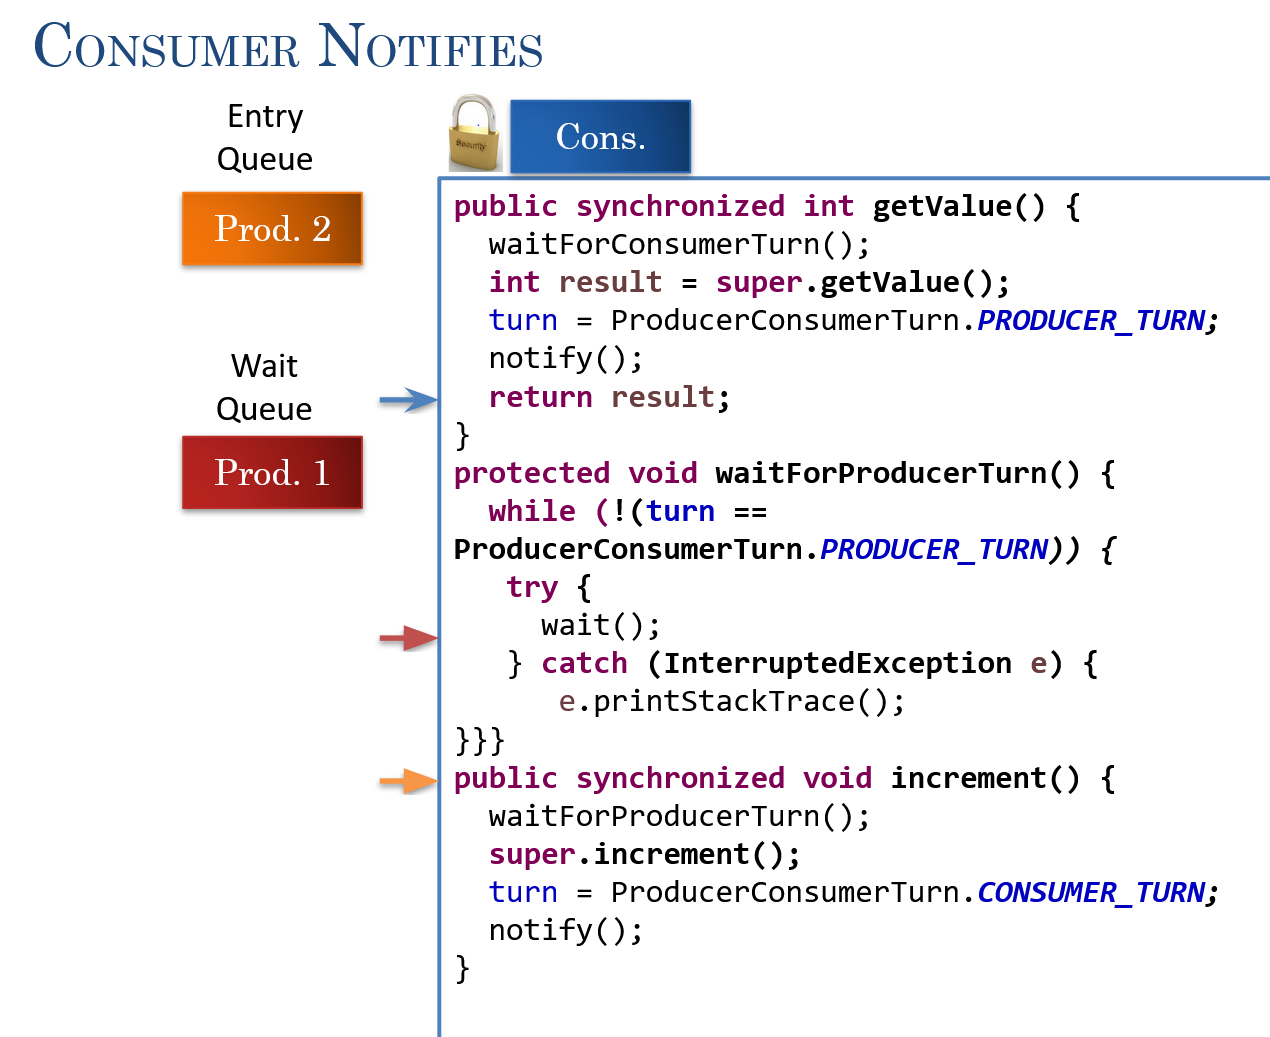 Consumer Notifies
Entry
Queue
Security
Cons.
Prod. 2
Wait
Queue
Prod. 1
public synchronized int getValue() {
waitForConsumerTurn();
int result = super.getValue();
turn = ProducerConsumerTurn.PRODUCER_TURN;
notify();
return result;
}
protected void waitForProducerTurn() {
while (!(turn ==
ProducerConsumerTurn.PRODUCER_TURN)) {
try {
wait();
} catch (InterruptedException e) {
e.printStackTrace();
}}}
public synchronized void increment() {
waitForProducerTurn();
super.increment();
turn = ProducerConsumerTurn.CONSUMER_TURN;
notify();
}